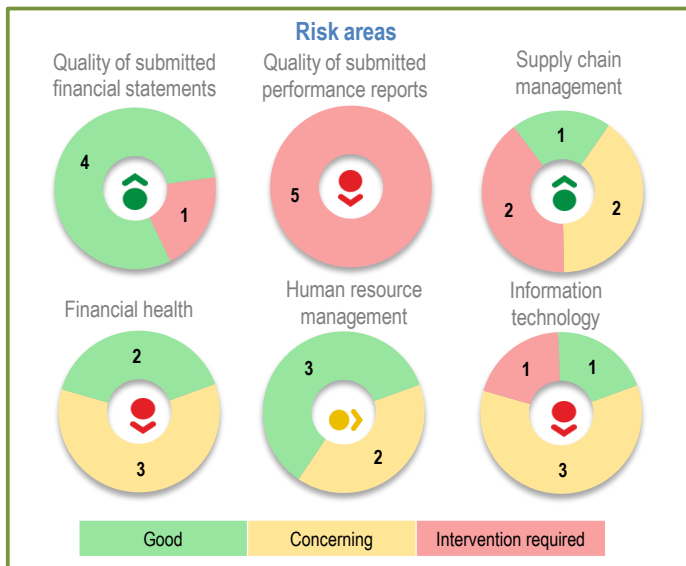 Risk areas
Quality of submitted
financial statements
4
1
Quality of submitted
performance reports
5
Supply chain
management
1
2
2
Financial health
2
3
Human resource
management
3
2
Information
technology
1
1
3
Good
Concerning
Intervention required